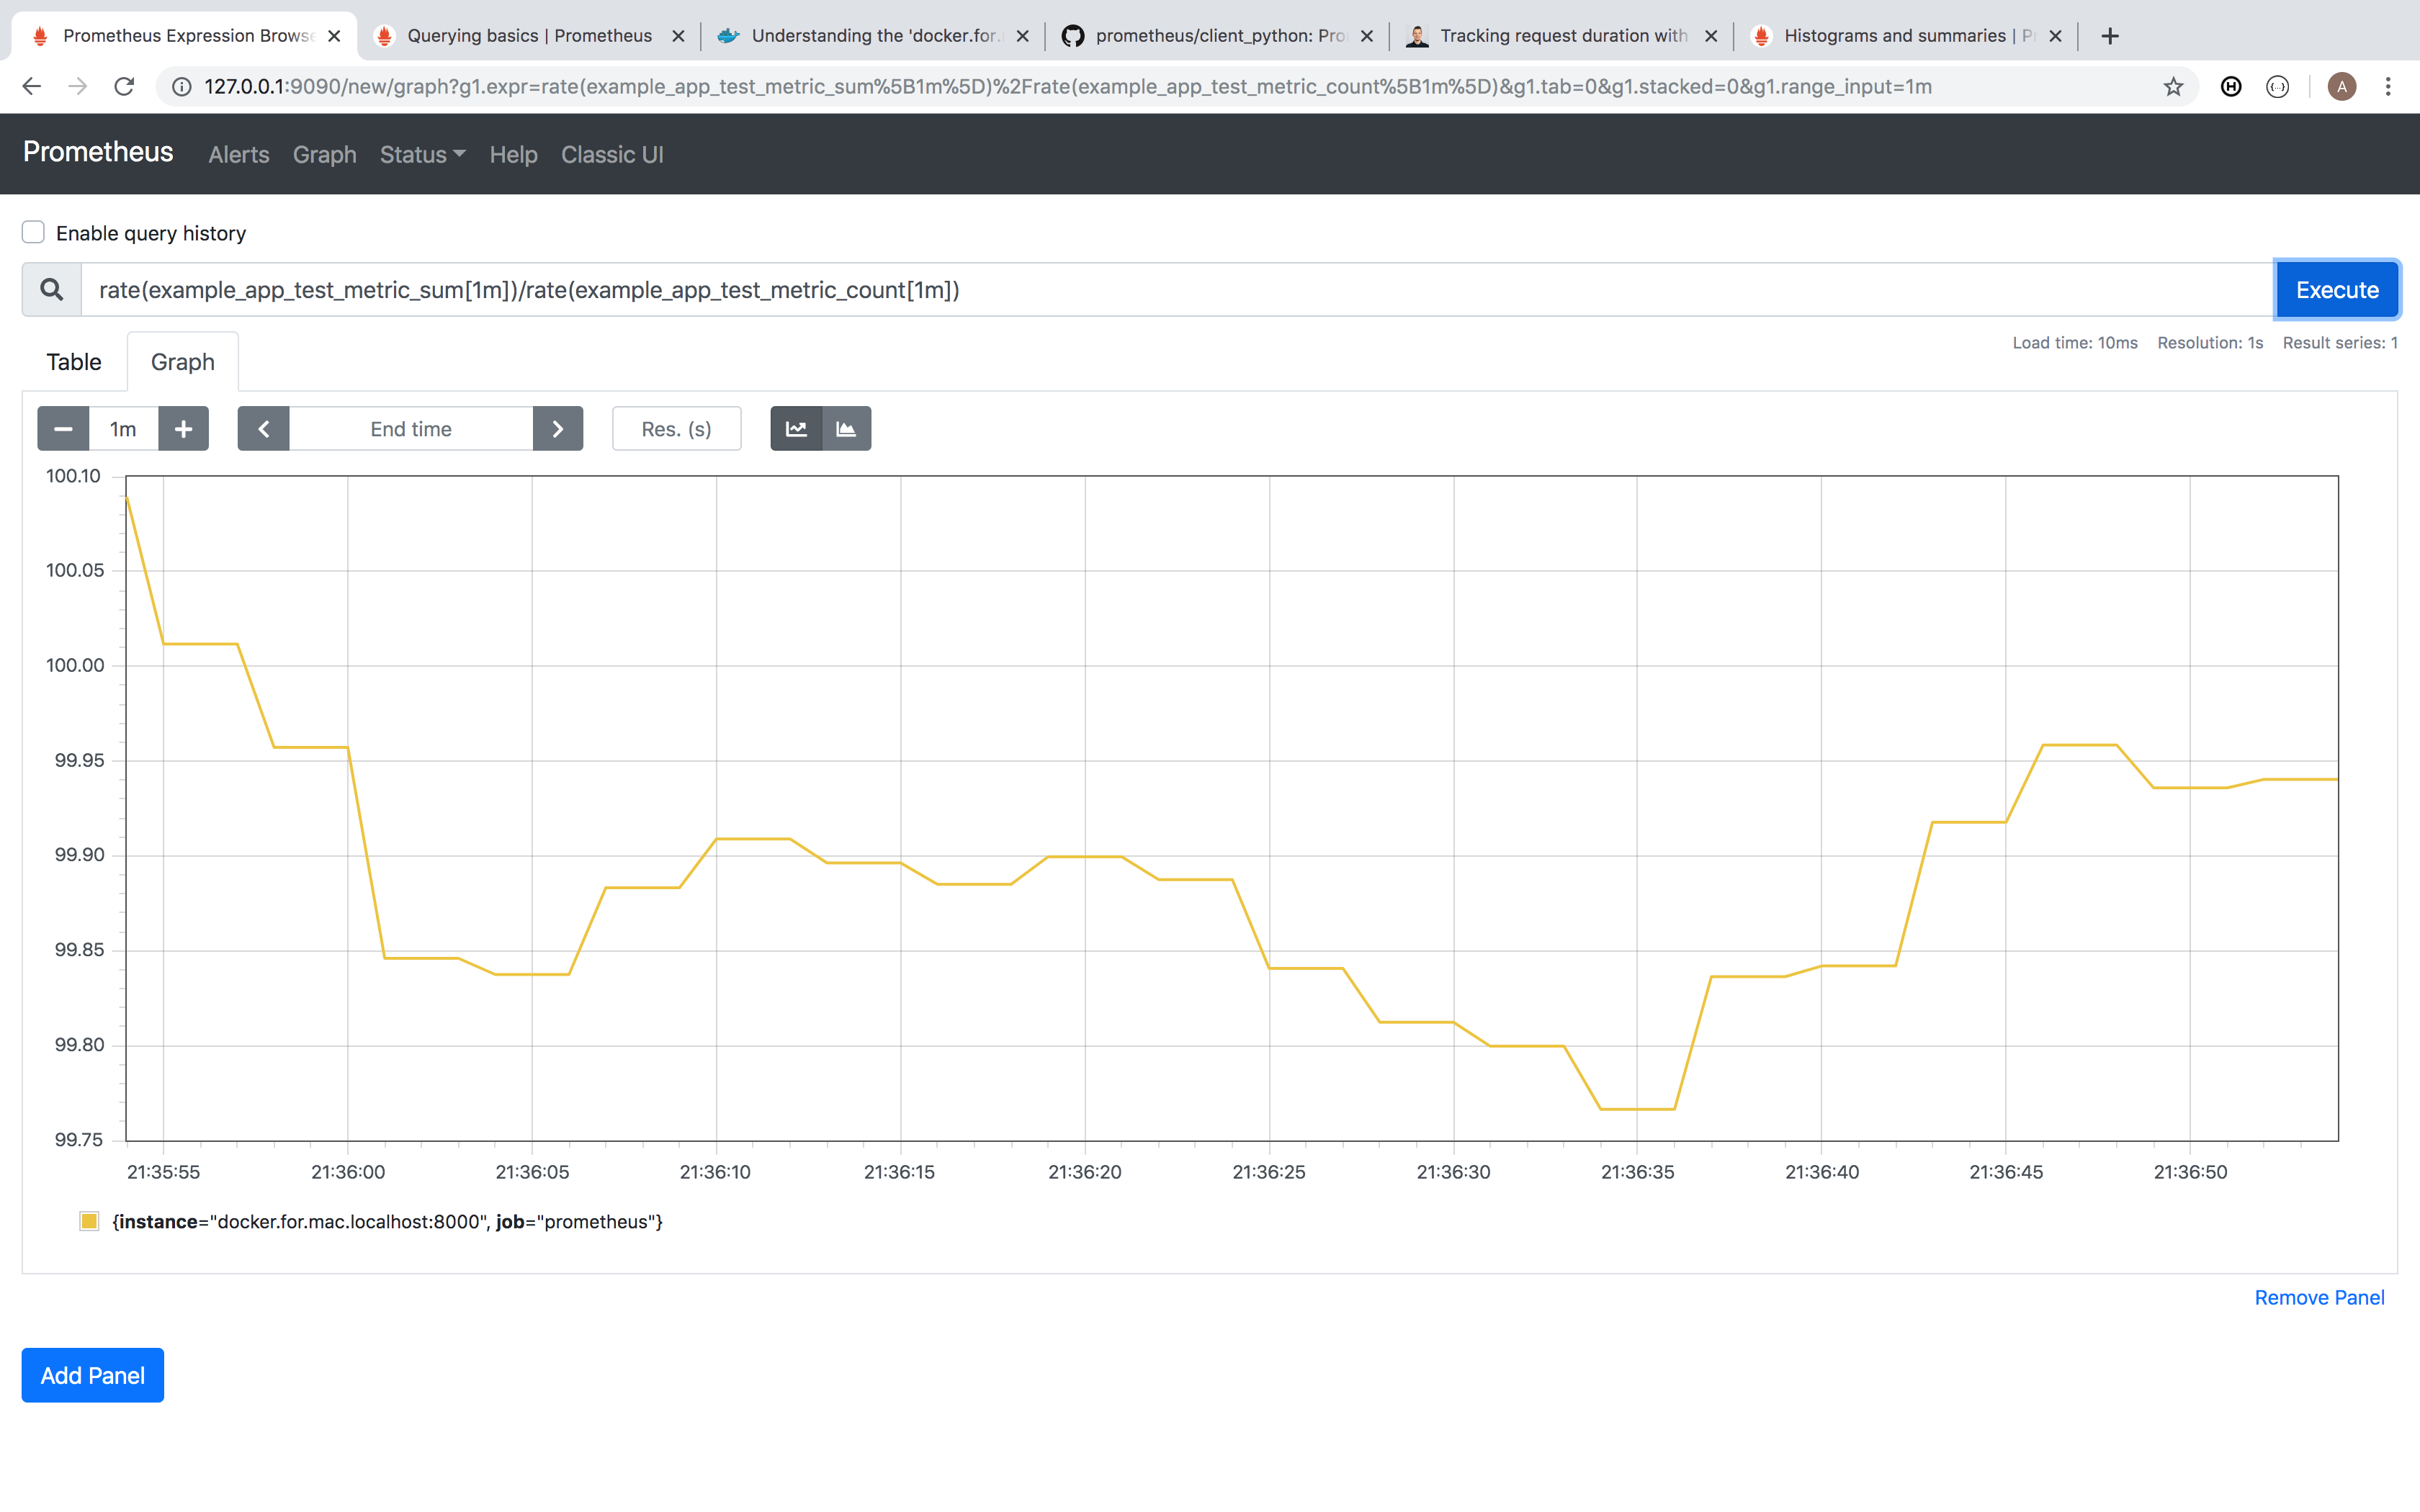 Prometheus Expression Browse
Querying basics | Prometheus
Understanding the 'docker.for.
prometheus/client_python: Pro
Tracking request duration with
Histograms and summaries | P
127.0.0.1:9090/new/graph?g1.expr=rate(example_app_test_metric_sum%5B1m%5D)%2Frate(example_app_test_metric_count%5B1m%5D)&g1.tab=0&g1.stacked=0&g1.range_input=1m
A
Prometheus Alerts Graph Status Help Classic UI
Enable query history
rate(example_app_test_metric_sum[1m])/rate(example_app_test_metric_count[1m])
Execute
Load time: 10ms Resolution: 1s Result series: 1
Table Graph
1m
End time
Res. (s)
100.10
100.05
100.00
99.95
99.90
99.85
99.80
99.75
21:35:55 21:36:00 21:36:05 21:36:10 21:36:15 21:36:20 21:36:25 21:36:30 21:36:35 21:36:40 21:36:45 21:36:50
{instance="docker.for.mac.localhost:8000", job="prometheus"}
Remove Panel
Add Panel